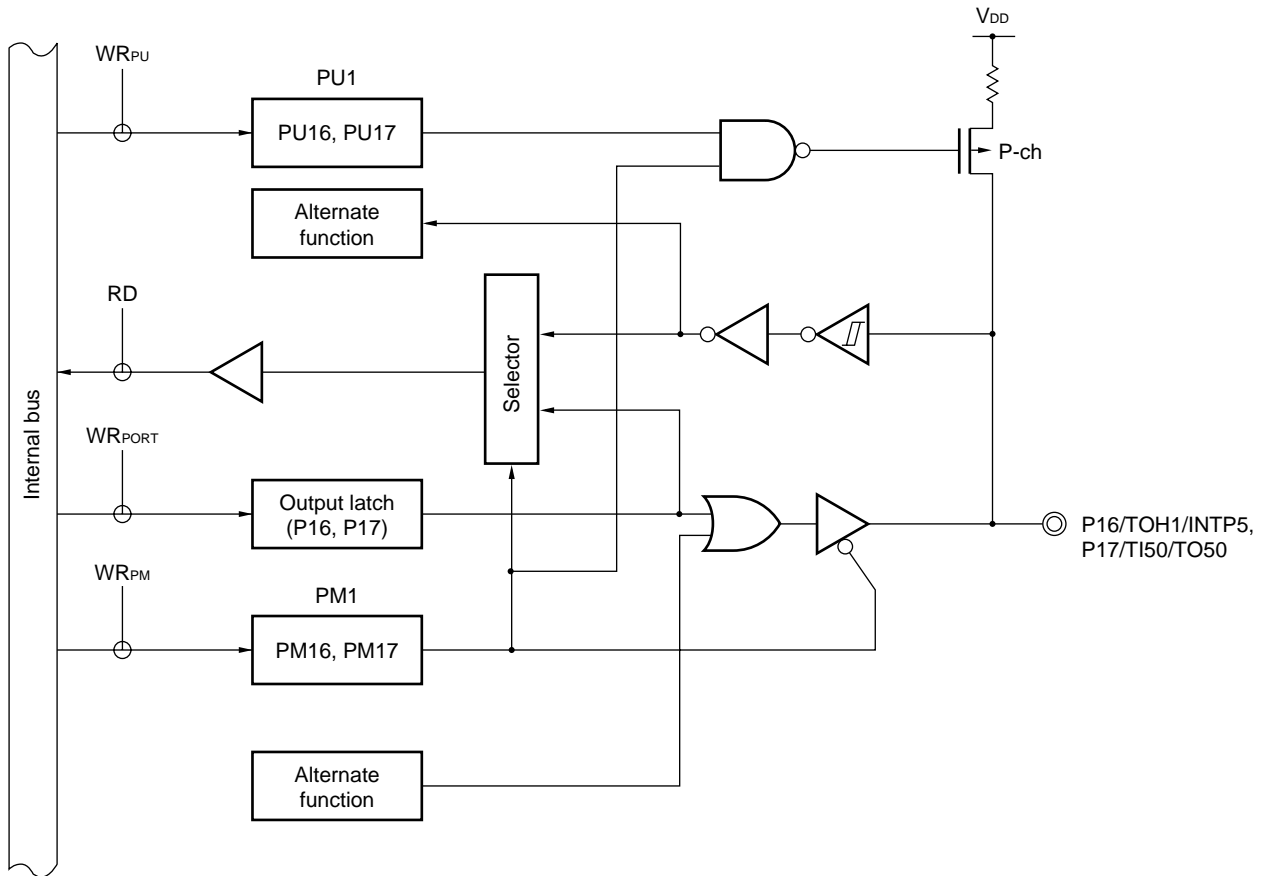 VDD
WRPU
PU1
PU16, PU17
P-ch
Alternate
function
RD
Selector
Internal bus
WRPORT
Output latch
(P16, P17)
P16/TOH1/INTP5,
P17/TI50/TO50
WRPM
PM1
PM16, PM17
Alternate
function